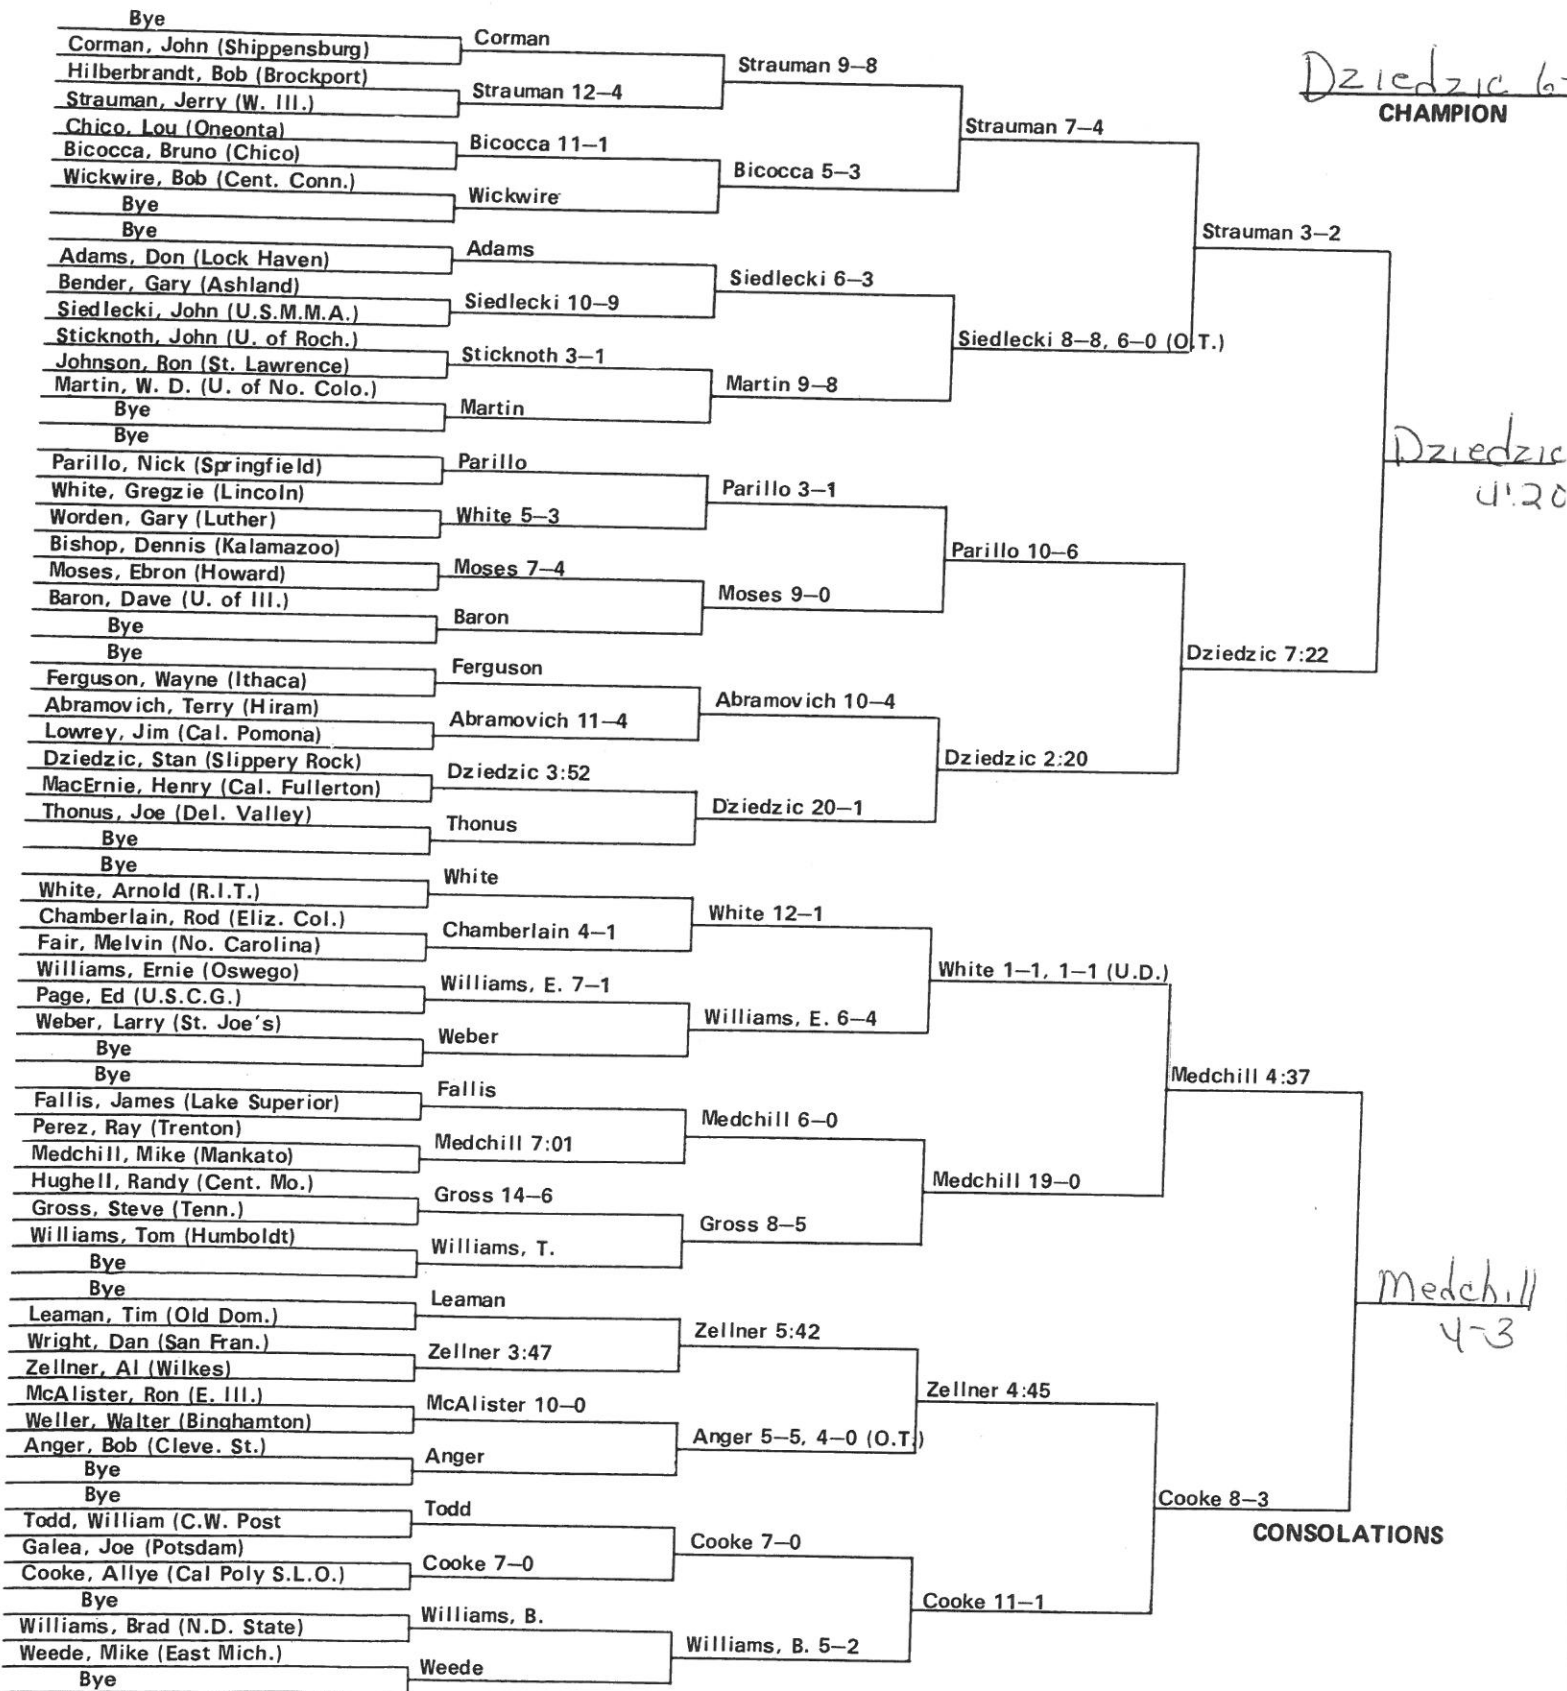 Bye
Corman, John (Shippensburg)
Hilberbrandt, Bob (Brockport)
Strauman, Jerry (W. Ill.)
Chico, Lou (Oneonta)
Bicocca, Bruno (Chico)
Wickwire, Bob (Cent. Conn.)
Bye
Bye
Adams, Don (Lock Haven)
Bender, Gary (Ashland)
Siedlecki, John (U.S.M.M.A.)
Sticknoth, John (U. of Roch.)
Johnson, Ron (St. Lawrence)
Martin, W. D. (U. of No. Colo.)
Bye
Bye
Parillo, Nick (Springfield)
White, Gregzie (Lincoln)
Worden, Gary (Luther)
Bishop, Dennis (Kalamazoo)
Moses, Ebron (Howard)
Baron, Dave (U. of Ill.)
Bye
Bye
Ferguson, Wayne (Ithaca)
Abramovich, Terry (Hiram)
Lowrey, Jim (Cal. Pomona)
Dziedzic, Stan (Slippery Rock)
MacErnie, Henry (Cal. Fullerton)
Thonus, Joe (Del. Valley)
Bye
Bye
White, Arnold (R.I.T.)
Chamberlain, Rod (Eliz. Col.)
Fair, Melvin (No. Carolina)
Williams, Ernie (Oswego)
Page, Ed (U.S.C.G.)
Weber, Larry (St. Joe's)
Bye
Bye
Fallis, James (Lake Superior)
Perez, Ray (Trenton)
Medchill, Mike (Mankato)
Hughell, Randy (Cent. Mo.)
Gross, Steve (Tenn.)
Williams, Tom (Humboldt)
Bye
Bye
Leaman, Tim (Old Dom.)
Wright, Dan (San Fran.)
Zellner, Al (Wilkes)
McAlister, Ron (E. Ill.)
Weller, Walter (Binghamton)
Anger, Bob (Cleve. St.)
Bye
Bye
Todd, William (C.W. Post
Galea, Joe (Potsdam)
Cooke, Allye (Cal Poly S.L.O.)
Bye
Williams, Brad (N.D. State)
Weede, Mike (East Mich.)
Bye
Corman
Strauman 12–4
Bicocca 11–1
Wickwire
Adams
Siedlecki 10–9
Sticknoth 3–1
Martin
Parillo
White 5–3
Moses 7–4
Baron
Ferguson
Abramovich 11–4
Dziedzic 3:52
Thonus
White
Chamberlain 4–1
Williams, E. 7–1
Weber
Fallis
Medchill 7:01
Gross 14–6
Williams, T.
Leaman
Zellner 3:47
McAlister 10–0
Anger
Todd
Cooke 7–0
Williams, B.
Weede
Strauman 9–8
Bicocca 5–3
Siedlecki 6–3
Martin 9–8
Parillo 3–1
Moses 9–0
Abramovich 10–4
Dziedzic 20–1
White 12–1
Williams, E. 6–4
Medchill 6–0
Gross 8–5
Zellner 5:42
Anger 5–5, 4–0 (O.T.)
Cooke 7–0
Williams, B. 5–2
Strauman 7–4
Siedlecki 8–8, 6–0 (O.T.)
Parillo 10–6
Dziedzic 2:20
White 1–1, 1–1 (U.D.)
Medchill 19–0
Zellner 4:45
Cooke 11–1
Strauman 3–2
Dziedzic 7:22
Medchill 4:37
Cooke 8–3
Dziedzic
4:20
Medchill
4-3
Dziedzic 6-
CHAMPION
CONSOLATIONS